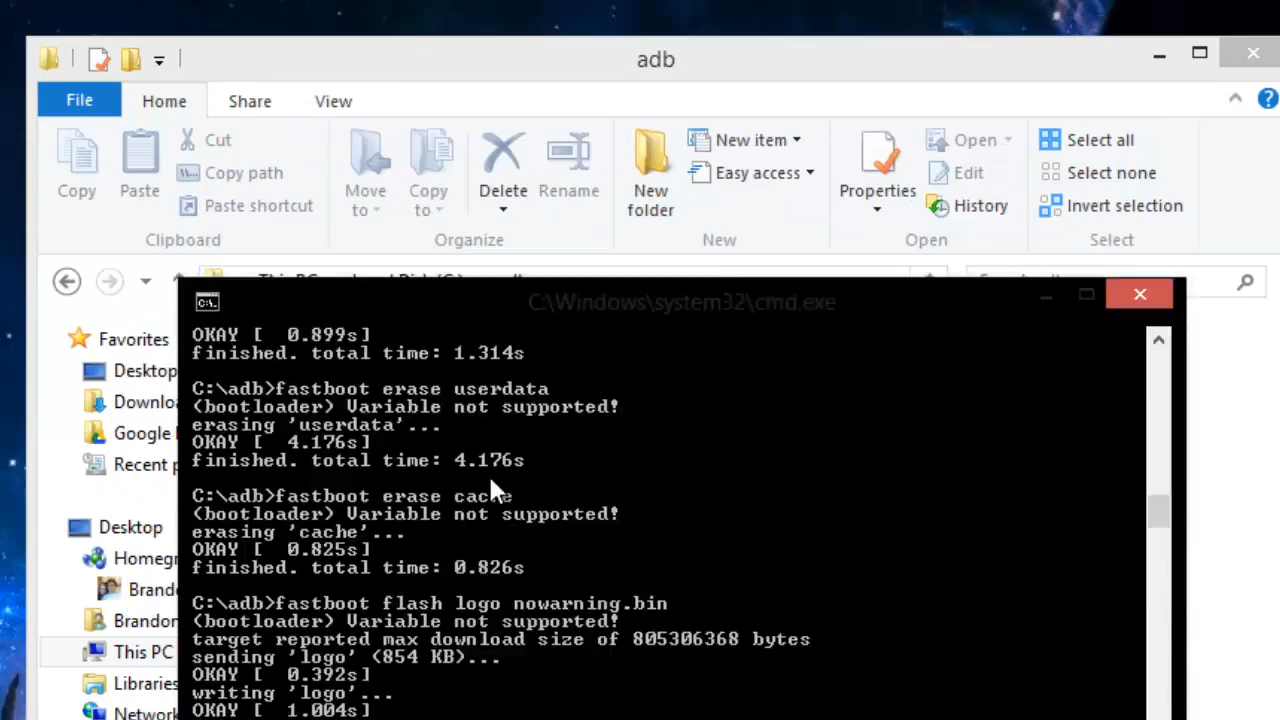 adb
File Home Share View
Copy
Paste
Cut
Copy path
Paste shortcut
Move to
Copy to
Delete
Rename
New folder
New item
Easy access
Properties
Open
Edit
History
Select all
Select none
Invert selection
Clipboard Organize New Open Select
Favorites
Desktop
Google
Recent
Desktop
This PC
Libraries
Network
C:\Windows\system32\cmd.exe
OKAY [ 0.899s]
finished. total time: 1.314s
C:\adb>fastboot erase userdata
(bootloader) Variable not supported!
erasing 'userdata'...
OKAY [ 4.176s]
finished. total time: 4.176s
C:\adb>fastboot erase cache
(bootloader) Variable not supported!
erasing 'cache'...
OKAY [ 0.825s]
finished. total time: 0.826s
C:\adb>fastboot flash logo nowarning.bin
(bootloader) Variable not supported!
target reported max download size of 805306368 bytes
sending 'logo' (854 KB)...
OKAY [ 0.392s]
writing 'logo'...
OKAY [ 1.004s]